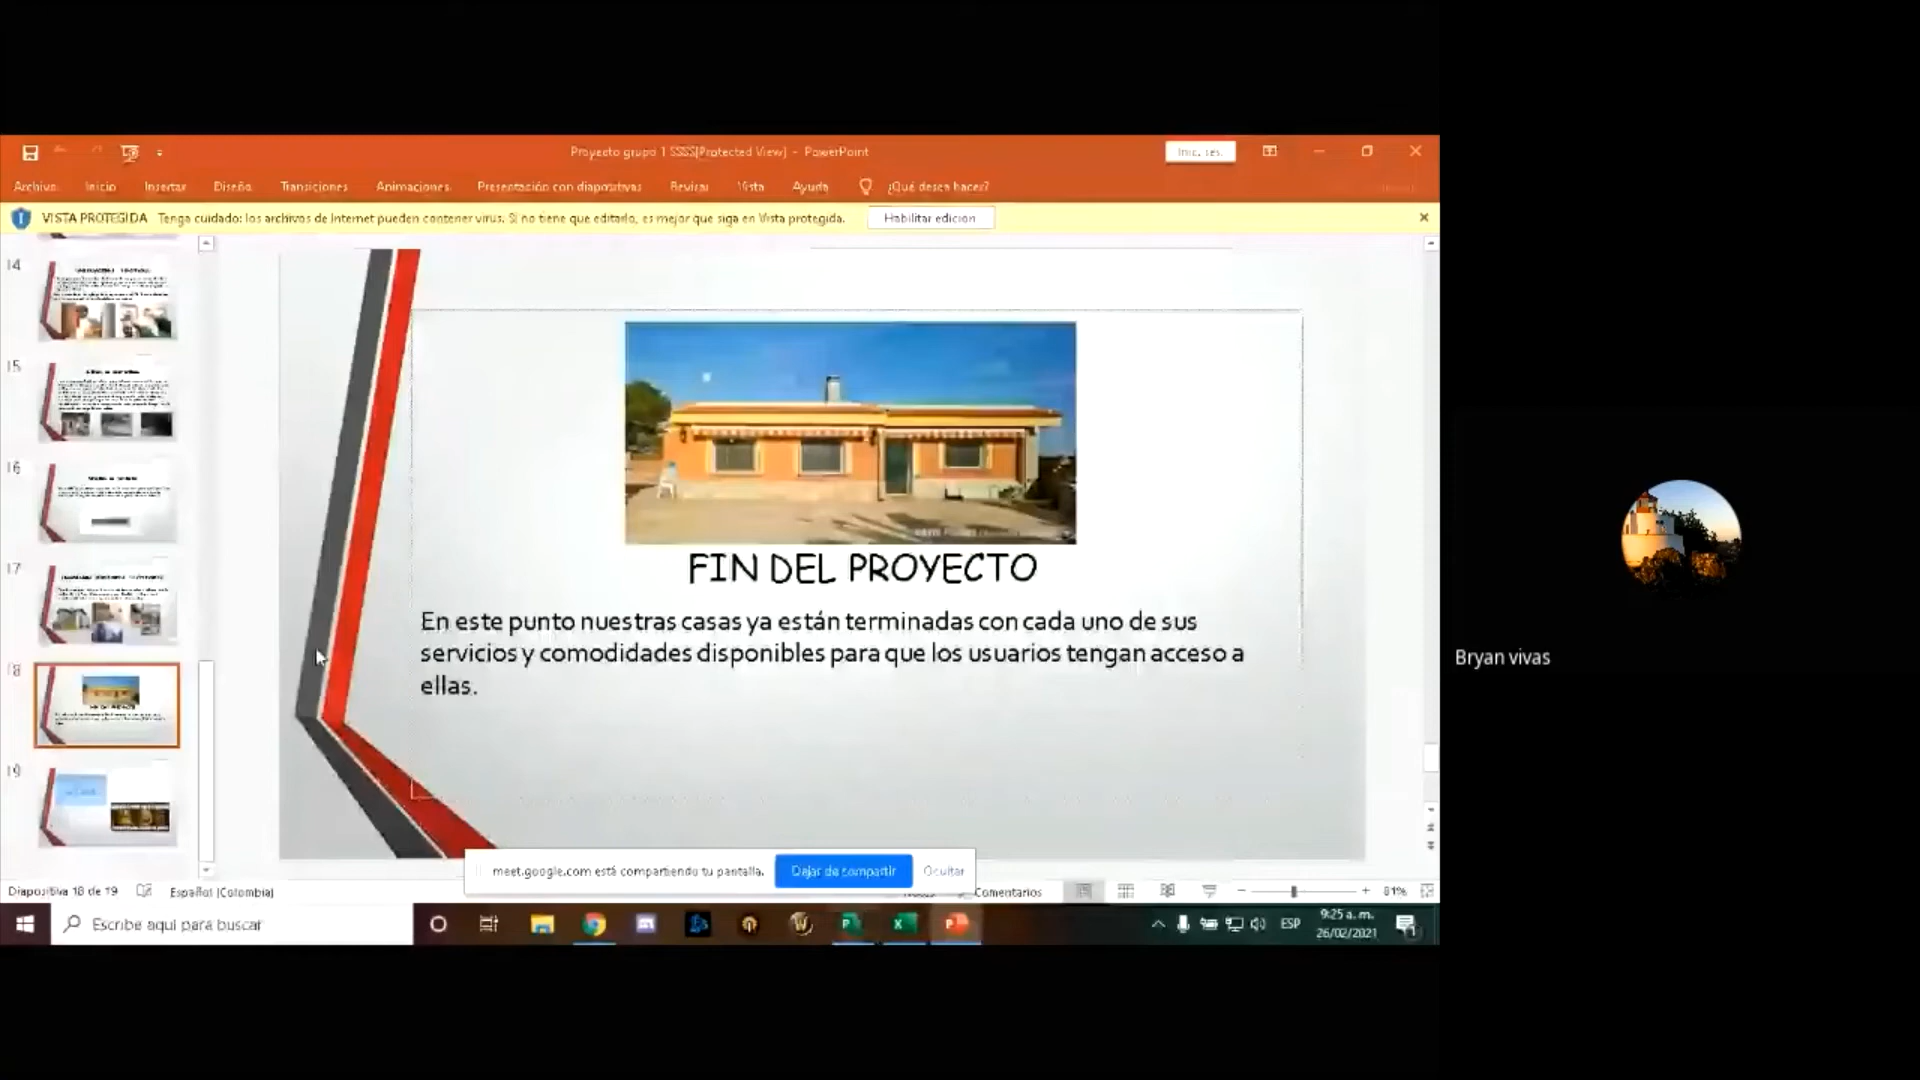 Proyecto grupo 1 SSSS[Protected View] - PowerPoint
Inic. ses.
Archivo Inicio Insertar Diseño Transiciones Animaciones Presentación con diapositivas Revisar Vista Ayuda ¿Qué desea hacer?
VISTA PROTEGIDA Tenga cuidado: los archivos de Internet pueden contener virus. Si no tiene que editarlo, es mejor que siga en Vista protegida. Habilitar edición
14
15
16
17
18
19
FIN DEL PROYECTO
En este punto nuestras casas ya están terminadas con cada uno de sus
servicios y comodidades disponibles para que los usuarios tengan acceso a
ellas.
Bryan vivas
meet.google.com está compartiendo tu pantalla. Dejar de compartir Ocultar
Diapositiva 18 de 19 Español (Colombia) Comentarios 81%
Escribe aquí para buscar
ESP
9:25 a. m.
26/02/2021